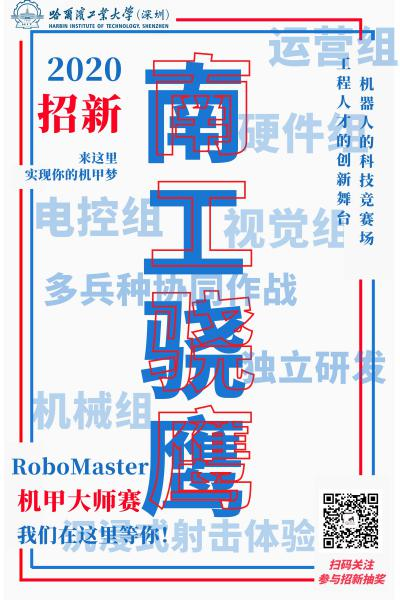 哈爾濱工業大學(深圳)
HARBIN INSTITUTE OF TECHNOLOGY, SHENZHEN
2020
招新
来这里
实现你的机甲梦
南工骁鹰
机器人的科技竞赛场
工程人才的创新舞台
运营组
硬件组
电控组
视觉组
多兵种协同作战
独立研发
机械组
RoboMaster
机甲大师赛
我们在这里等你!
沉浸式射击体验
扫码关注
参与招新抽奖